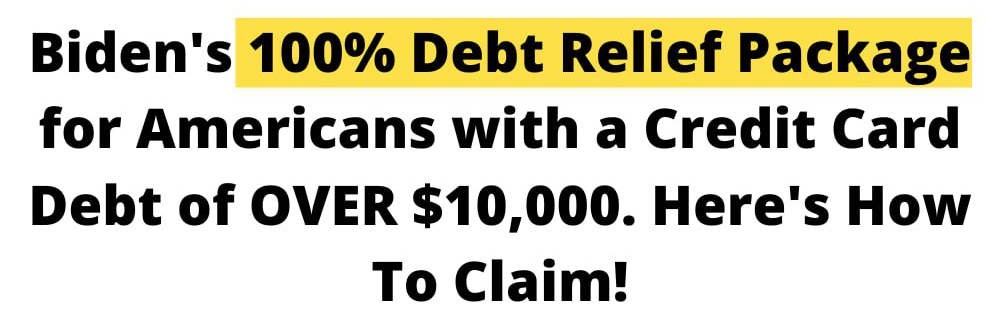 Biden's 100% Debt Relief Package
for Americans with a Credit Card
Debt of OVER $10,000. Here's How
To Claim!